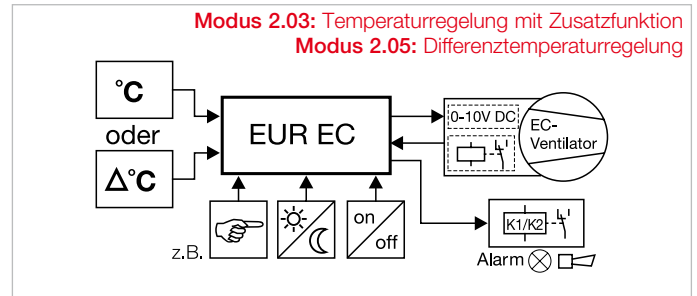 Modus 2.03: Temperaturregelung mit Zusatzfunktion
Modus 2.05: Differenztemperaturregelung
°C
oder
Δ°C
EUR EC
0-10V DC
EC-
Ventilator
z.B.
on
off
K1/K2
Alarm